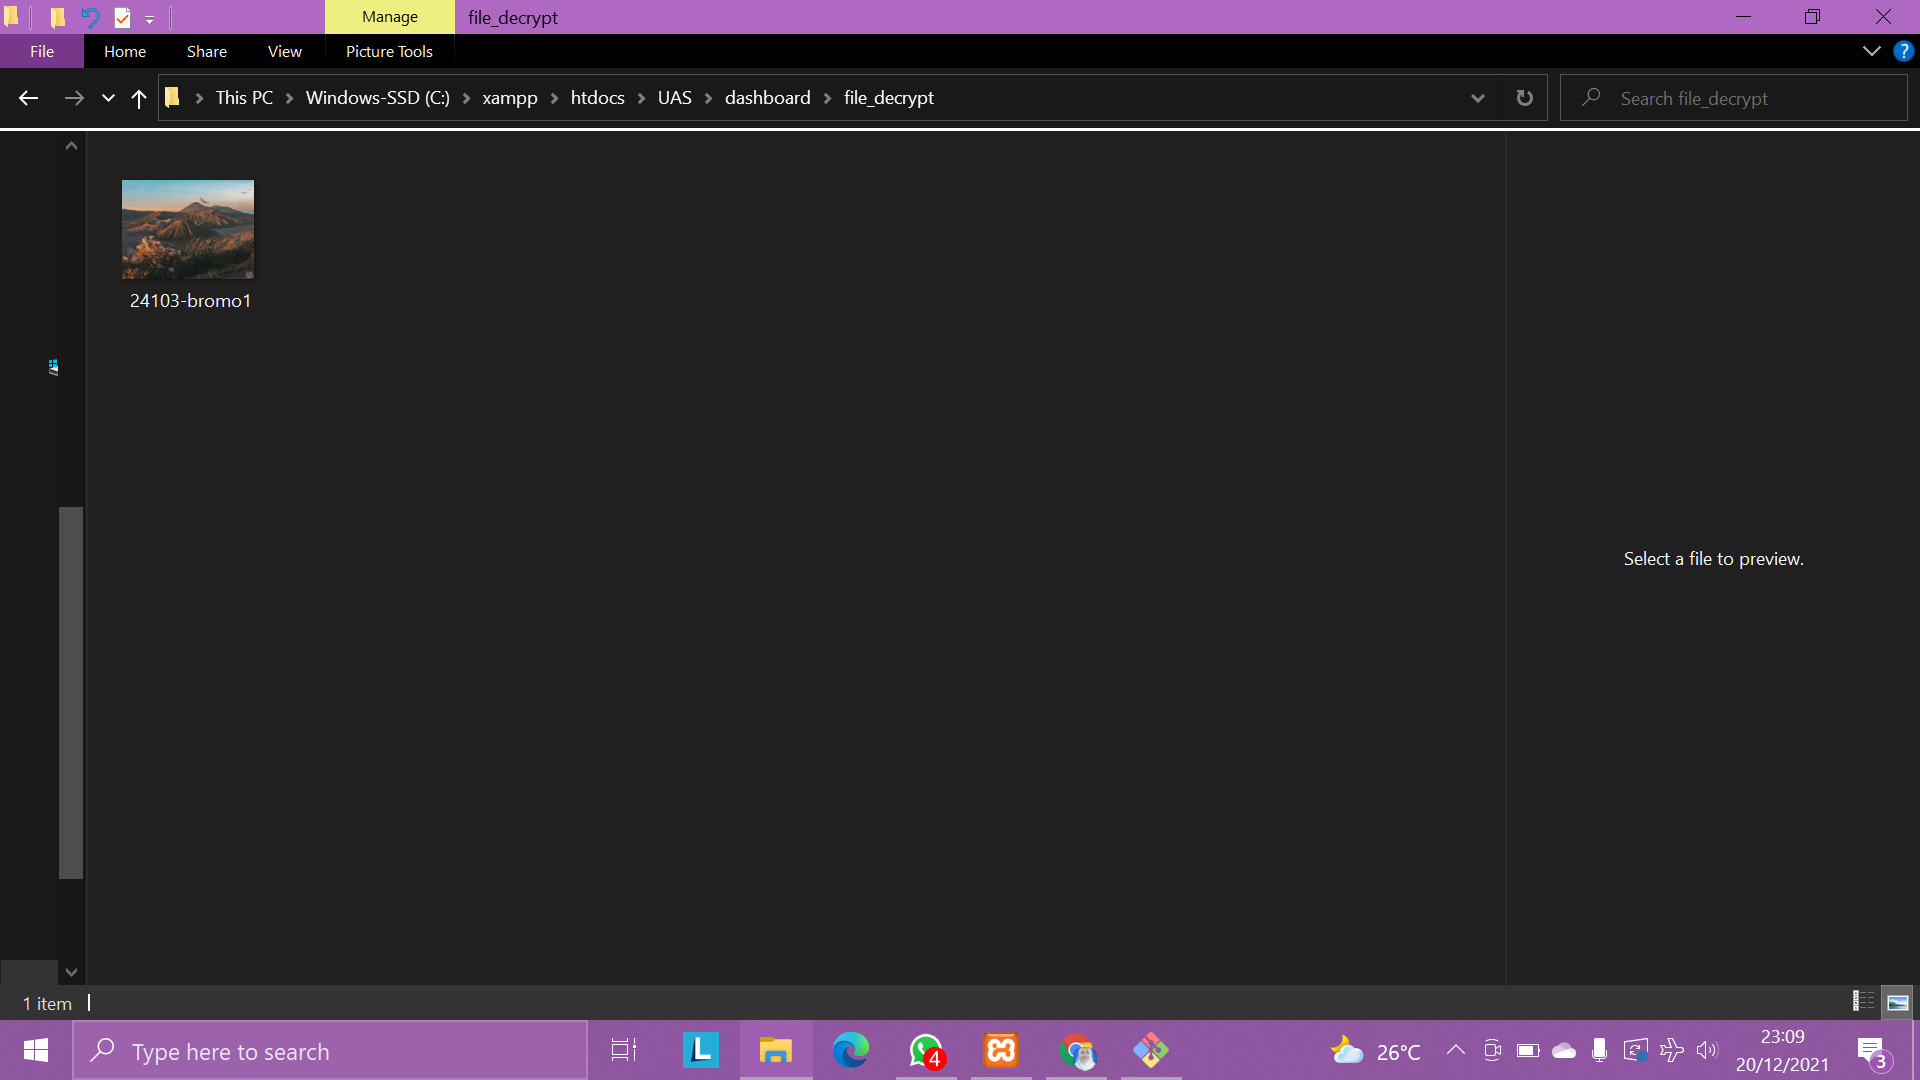 Manage
file_decrypt
File
Home
Share
View
Picture Tools
?
This PC
Windows-SSD (C:)
xampp
htdocs
UAS
dashboard
file_decrypt
Search file_decrypt
24103-bromo1
Select a file to preview.
1 item
Type here to search
L
4
26°C
23:09
20/12/2021
3